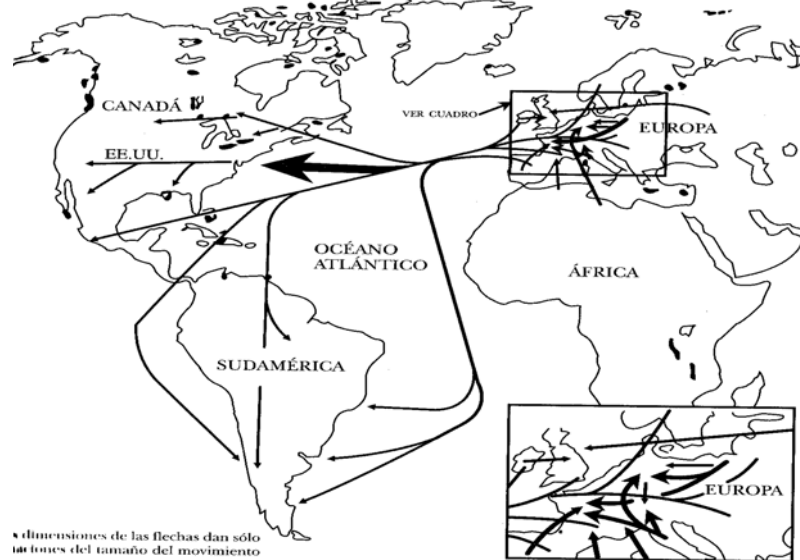 CANADÁ
VER CUADRO
EUROPA
EE.UU.
OCÉANO
ATLÁNTICO
ÁFRICA
SUDAMÉRICA
EUROPA
dimensiones de las flechas dan sólo
del tamaño del movimiento